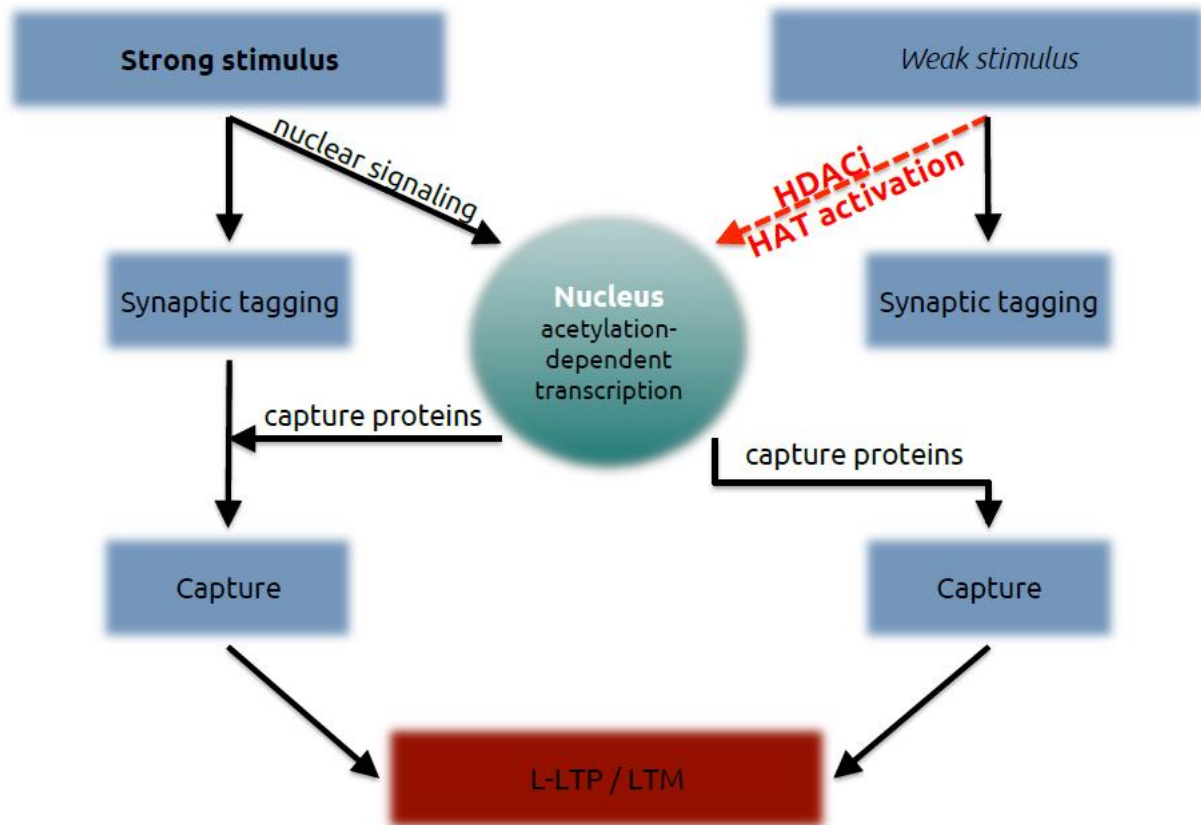 Strong stimulus
Weak stimulus
nuclear signaling
HDACi
HAT activation
Synaptic tagging
Nucleus
acetylation-
dependent
transcription
Synaptic tagging
capture proteins
capture proteins
Capture
Capture
L-LTP / LTM